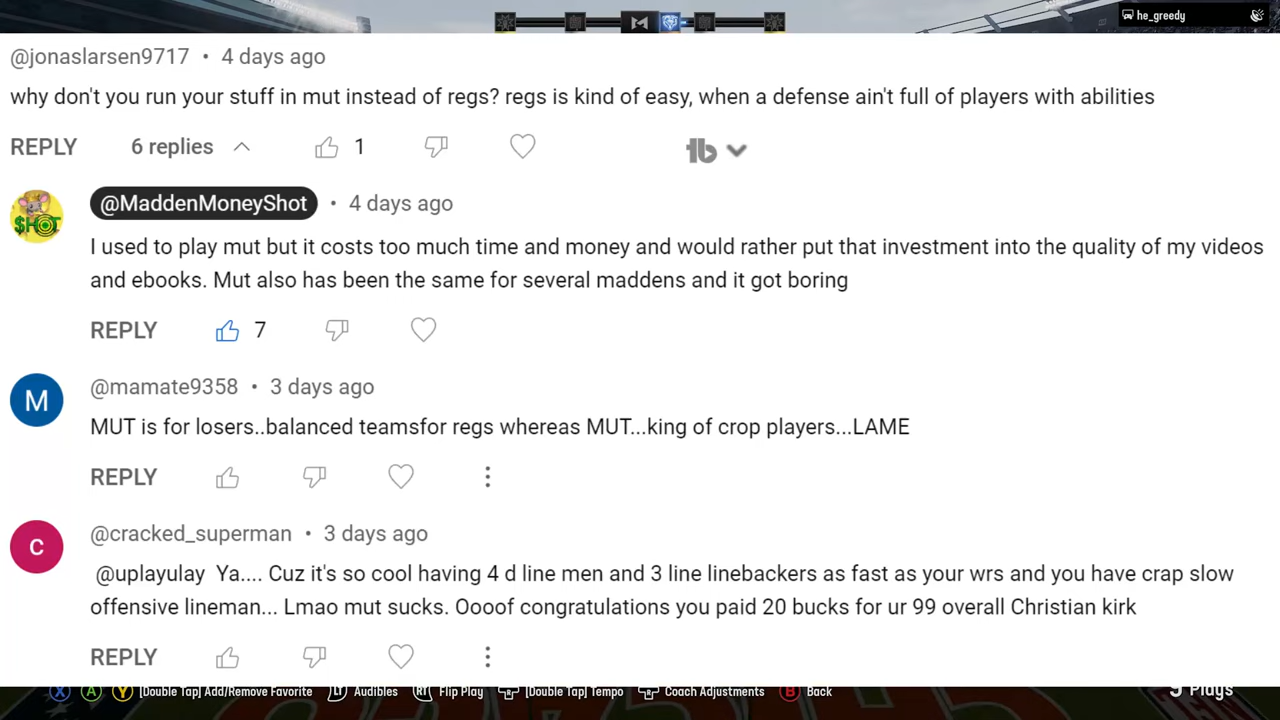 he_greedy
@jonaslarsen9717 • 4 days ago
why don't you run your stuff in mut instead of regs? regs is kind of easy, when a defense ain't full of players with abilities
REPLY 6 replies 1 tb
$HOT
@MaddenMoneyShot • 4 days ago
I used to play mut but it costs too much time and money and would rather put that investment into the quality of my videos
and ebooks. Mut also has been the same for several maddens and it got boring
REPLY 7
M
@mamate9358 • 3 days ago
MUT is for losers..balanced teamsfor regs whereas MUT...king of crop players...LAME
REPLY
C
@cracked_superman • 3 days ago
@uplayulay Ya.... Cuz it's so cool having 4 d line men and 3 line linebackers as fast as your wrs and you have crap slow
offensive lineman... Lmao mut sucks. Oooof congratulations you paid 20 bucks for ur 99 overall Christian kirk
REPLY
X A Y [Double Tap] Add/Remove Favorite LT Audibles RT Flip Play [Double Tap] Tempo Coach Adjustments B Back Plays